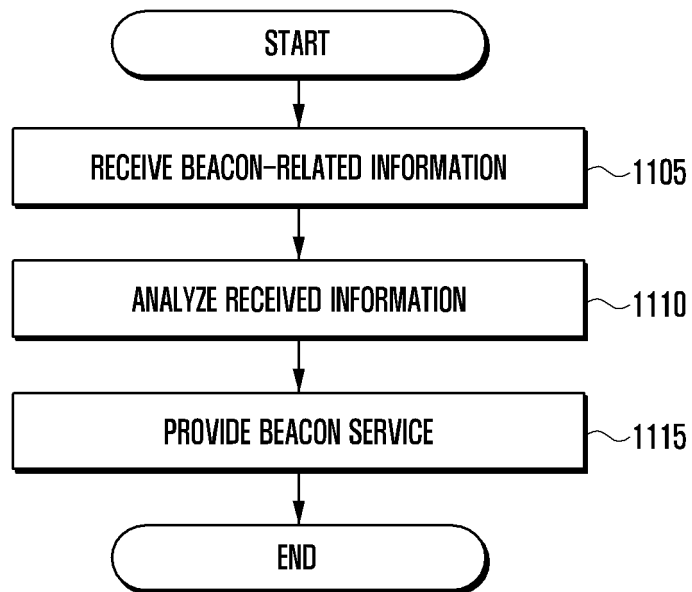 START
RECEIVE BEACON-RELATED INFORMATION
1105
ANALYZE RECEIVED INFORMATION
1110
PROVIDE BEACON SERVICE
1115
END